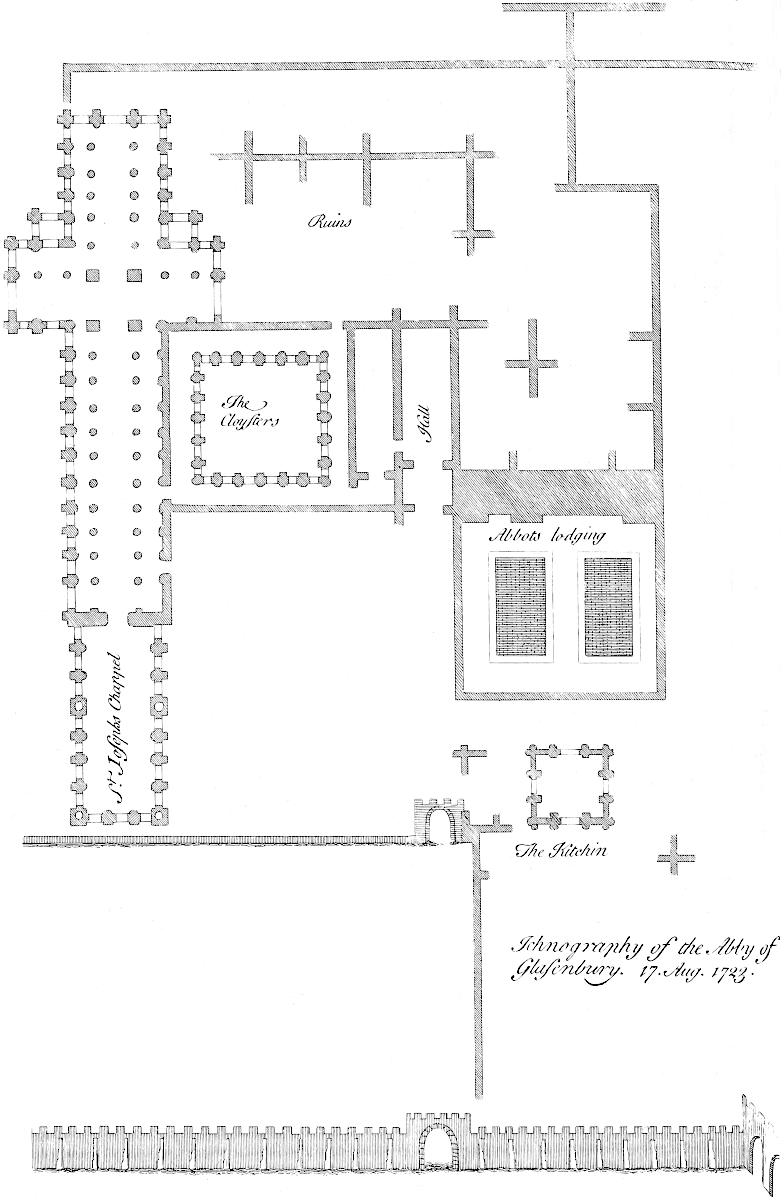 Ruins
The
Cloysters
Hall
Abbots lodging
Sr. Josephs Chappel
The Kitchin
Ichnography of the Abby of
Glasenbury. 17. Aug. 1723.